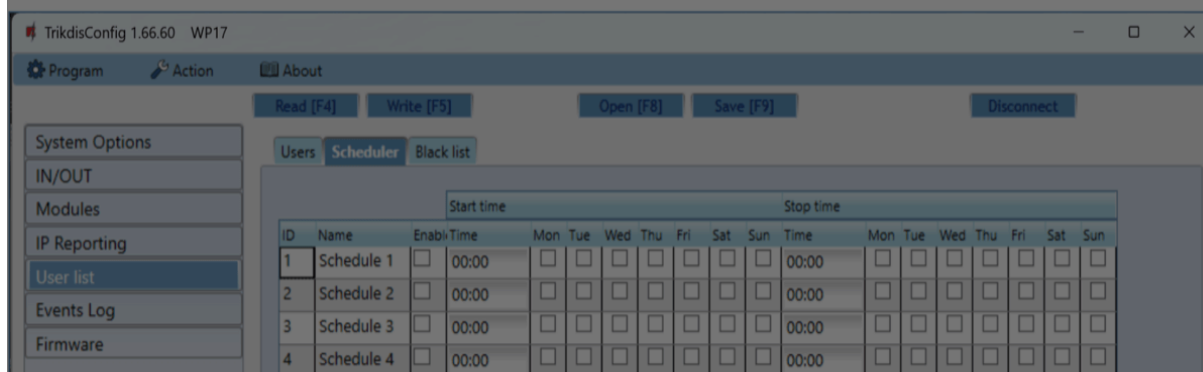 TrikdisConfig 1.66.60 WP17
Program Action About
Read [F4] Write [F5] Open [F8] Save [F9] Disconnect
System Options
IN/OUT
Modules
IP Reporting
User list
Events Log
Firmware
Users Scheduler Black list
Start time Stop time
ID Name Enabl Time Mon Tue Wed Thu Fri Sat Sun Time Mon Tue Wed Thu Fri Sat Sun
1 Schedule 1 00:00 00:00
2 Schedule 2 00:00 00:00
3 Schedule 3 00:00 00:00
4 Schedule 4 00:00 00:00